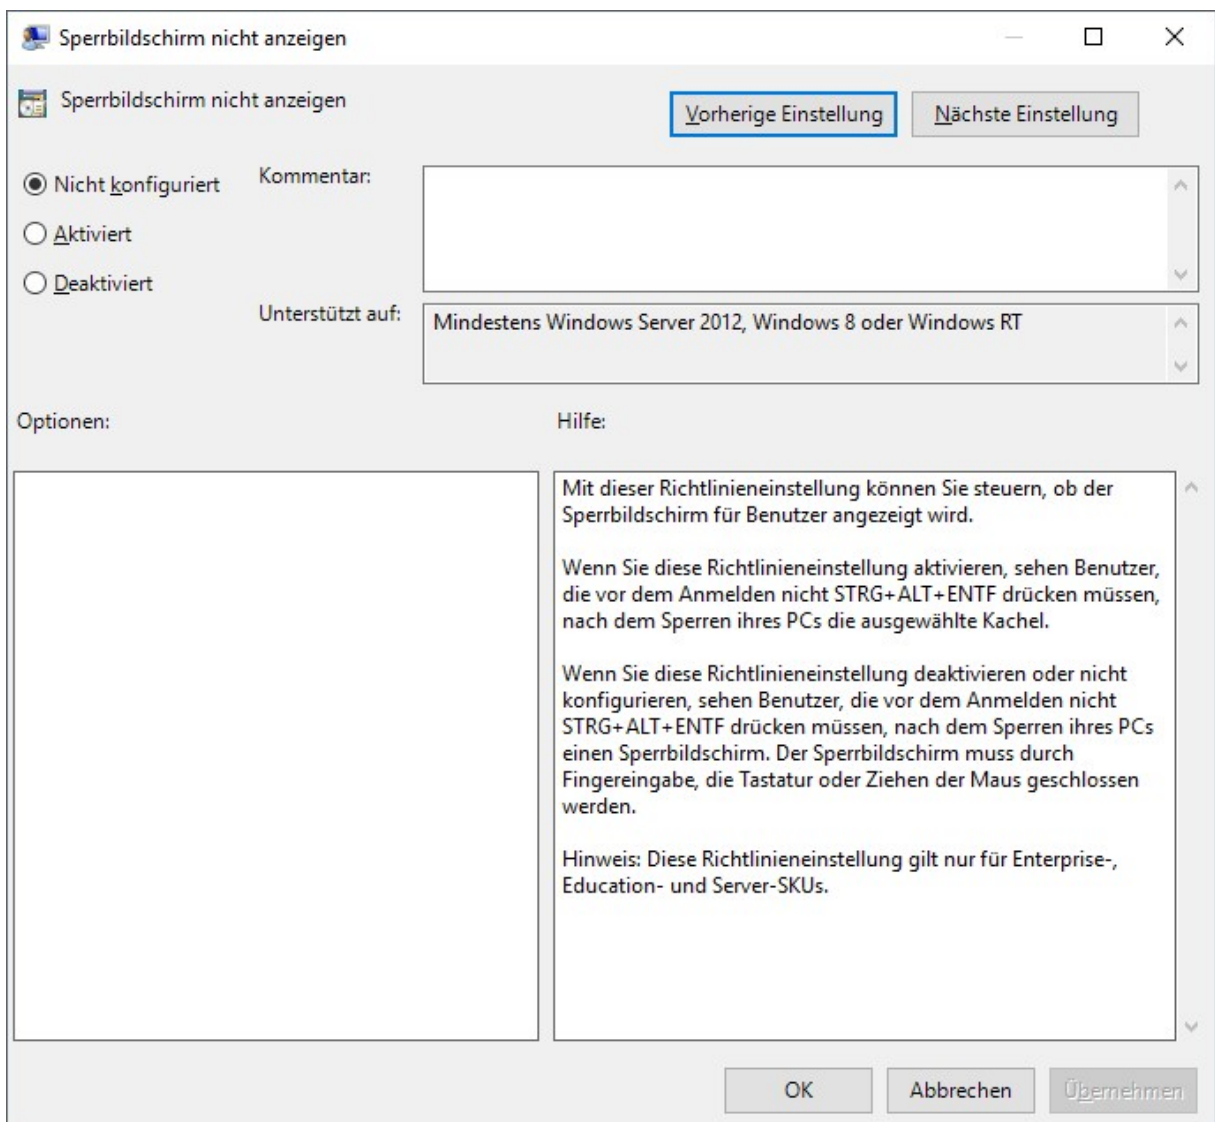 Sperrbildschirm nicht anzeigen
Sperrbildschirm nicht anzeigen
Vorherige Einstellung
Nächste Einstellung
Nicht konfiguriert
Aktiviert
Deaktiviert
Kommentar:
Unterstützt auf:
Mindestens Windows Server 2012, Windows 8 oder Windows RT
Optionen:
Hilfe:
Mit dieser Richtlinieneinstellung können Sie steuern, ob der
Sperrbildschirm für Benutzer angezeigt wird.
Wenn Sie diese Richtlinieneinstellung aktivieren, sehen Benutzer,
die vor dem Anmelden nicht STRG+ALT+ENTF drücken müssen,
nach dem Sperren ihres PCs die ausgewählte Kachel.
Wenn Sie diese Richtlinieneinstellung deaktivieren oder nicht
konfigurieren, sehen Benutzer, die vor dem Anmelden nicht
STRG+ALT+ENTF drücken müssen, nach dem Sperren ihres PCs
einen Sperrbildschirm. Der Sperrbildschirm muss durch
Fingereingabe, die Tastatur oder Ziehen der Maus geschlossen
werden.
Hinweis: Diese Richtlinieneinstellung gilt nur für Enterprise-,
Education- und Server-SKUs.
OK
Abbrechen
Übernehmen